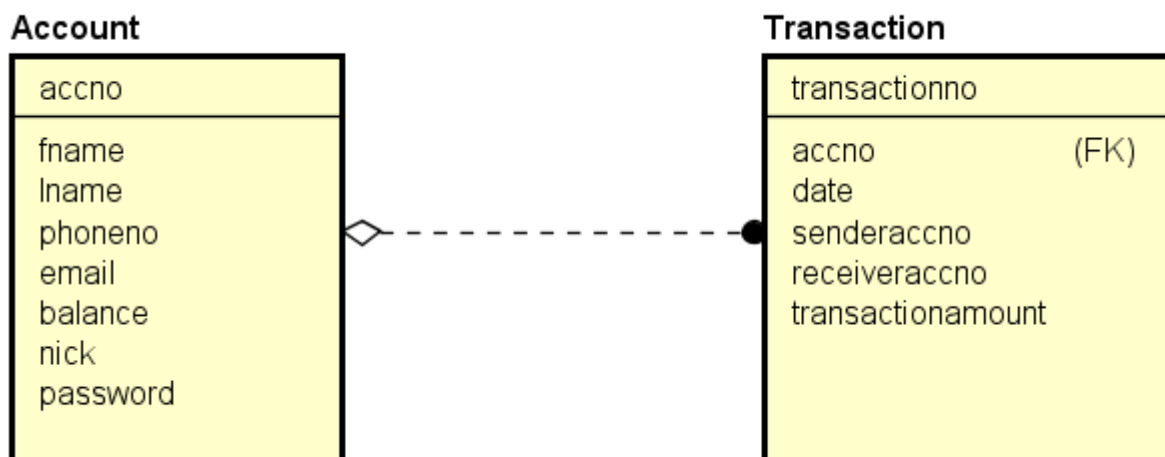 Account
accno
fname
lname
phoneno
email
balance
nick
password
Transaction
transactionno
accno (FK)
date
senderaccno
receiveraccno
transactionamount